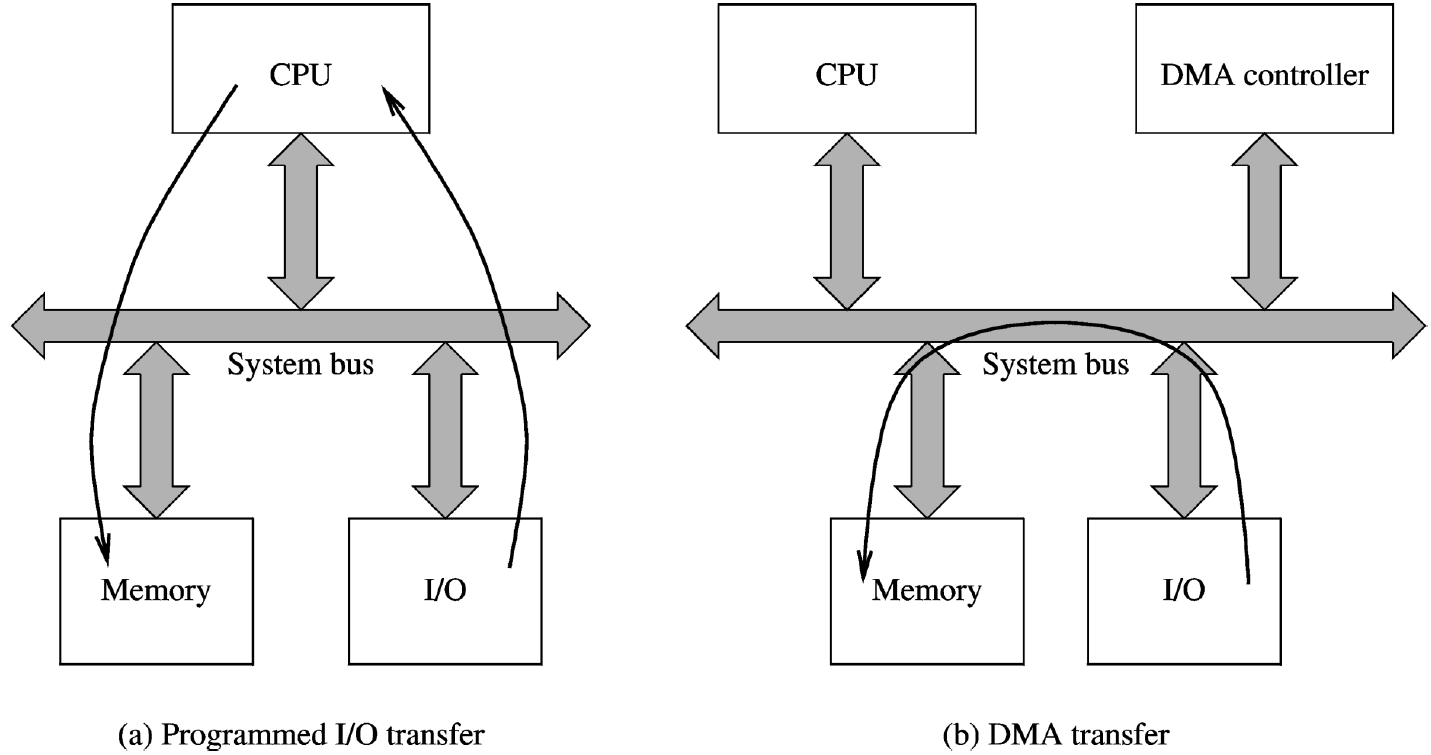 CPU
System bus
Memory
I/O
(a) Programmed I/O transfer
CPU
DMA controller
System bus
Memory
I/O
(b) DMA transfer